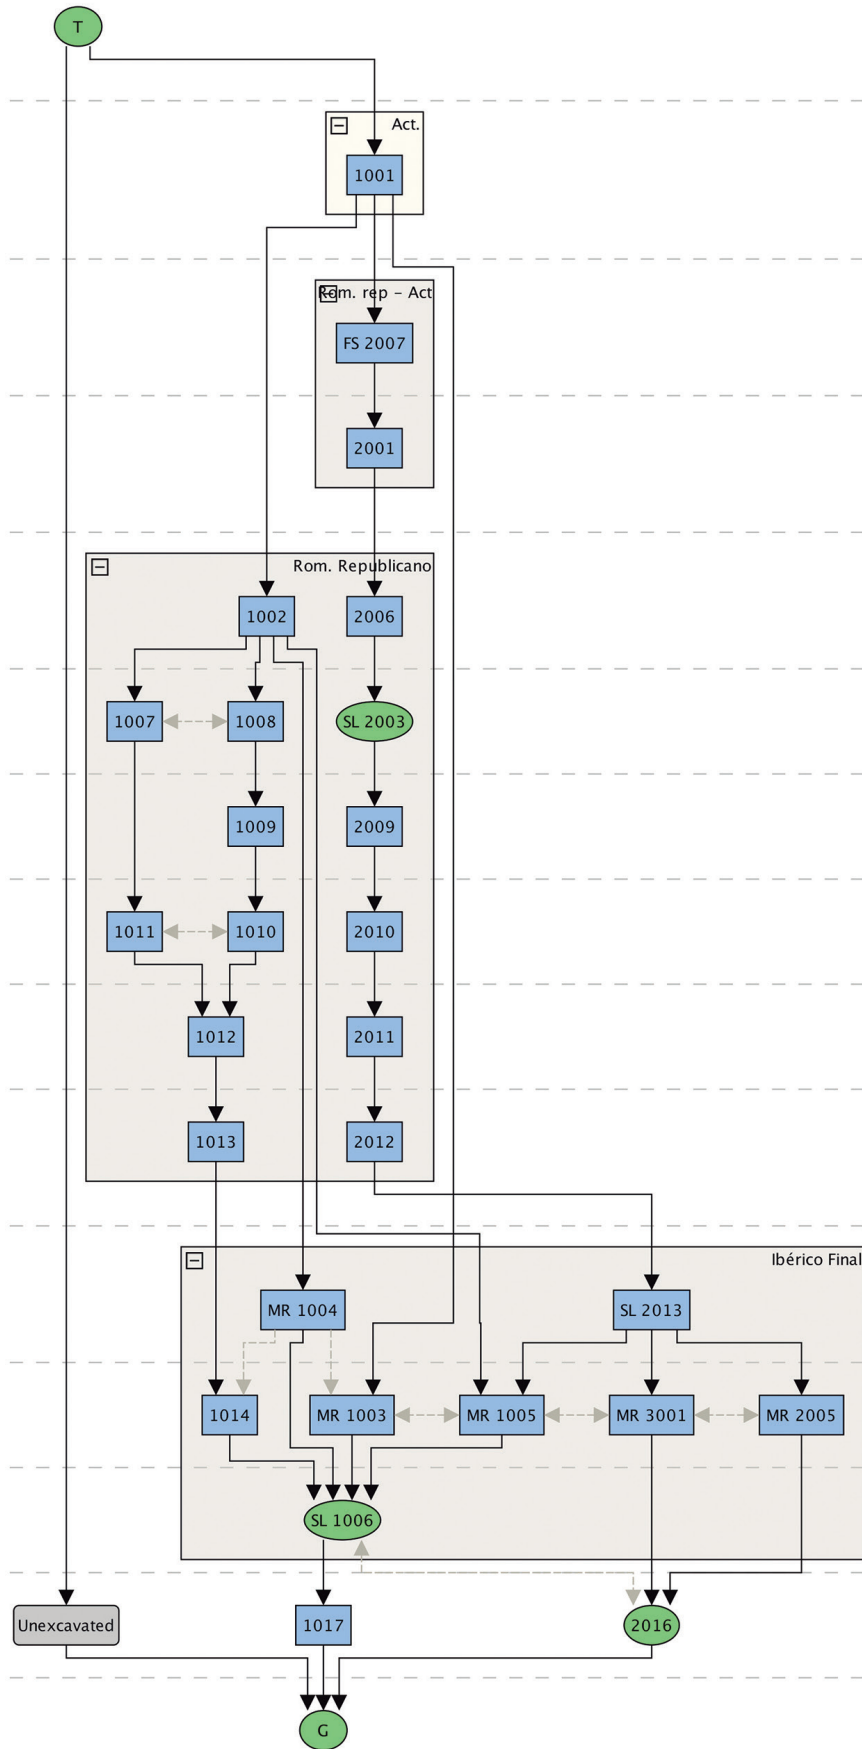 T
Act.
1001
Rom. rep - Act
FS 2007
2001
Rom. Republicano
1002
2006
1007
1008
SL 2003
1009
2009
1011
1010
2010
1012
2011
1013
2012
Ibérico Final
MR 1004
SL 2013
1014
MR 1003
MR 1005
MR 3001
MR 2005
SL 1006
Unexcavated
1017
2016
G